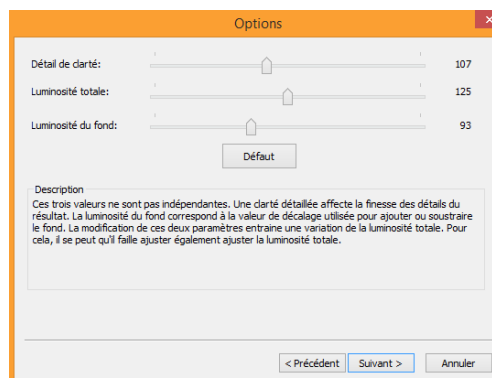 Options
x
Détail de clarté:
107
Luminosité totale:
125
Luminosité du fond:
93
Défaut
Description
Ces trois valeurs ne sont pas indépendantes. Une clarté détaillée affecte la finesse des détails du
résultat. La luminosité du fond correspond à la valeur de décalage utilisée pour ajouter ou soustraire
le fond. La modification de ces deux paramètres entraine une variation de la luminosité totale. Pour
cela, il se peut qu'il faille ajuster également ajuster la luminosité totale.
< Précédent
Suivant >
Annuler